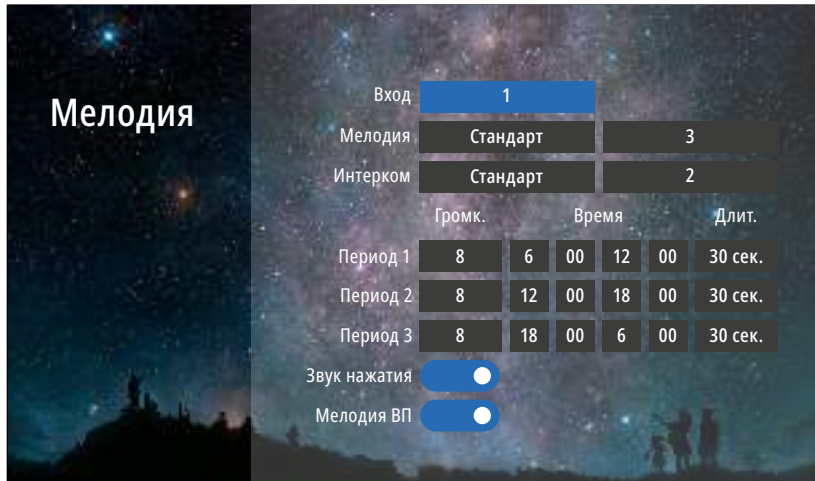 Мелодия
Вход 1
Мелодия Стандарт 3
Интерком Стандарт 2
Громк. Время Длит.
Период 1 8 6 00 12 00 30 сек.
Период 2 8 12 00 18 00 30 сек.
Период 3 8 18 00 6 00 30 сек.
Звук нажатия
Мелодия ВП